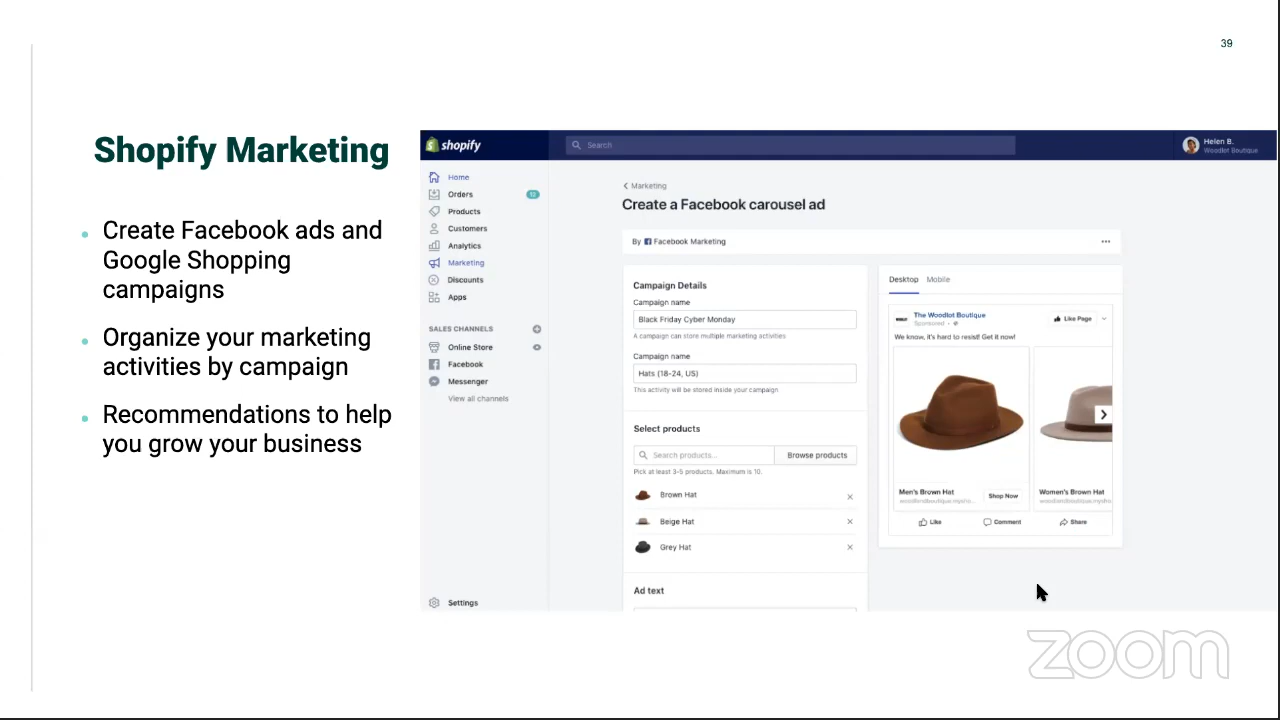 39
Shopify Marketing
Create Facebook ads and
Google Shopping
campaigns
Organize your marketing
activities by campaign
Recommendations to help
you grow your business
shopify
Search
Helen B.
Woodlot Boutique
Home
Orders
Products
Customers
Analytics
Marketing
Discounts
Apps
SALES CHANNELS
Online Store
Facebook
Messenger
View all channels
Settings
Marketing
Create a Facebook carousel ad
By Facebook Marketing
Campaign Details
Campaign name
Black Friday Cyber Monday
A campaign can store multiple marketing activities
Campaign name
Hats (18-24, US)
This activity will be stored inside your campaign
Select products
Search products...
Browse products
Pick at least 3-5 products. Maximum is 10.
Brown Hat
Beige Hat
Grey Hat
Ad text
Desktop Mobile
The Woodlot Boutique
Sponsored
Like Page
We know, it's hard to resist! Get it now!
Men's Brown Hat
Shop Now
Women's Brown Hat
Like Comment Share
zoom